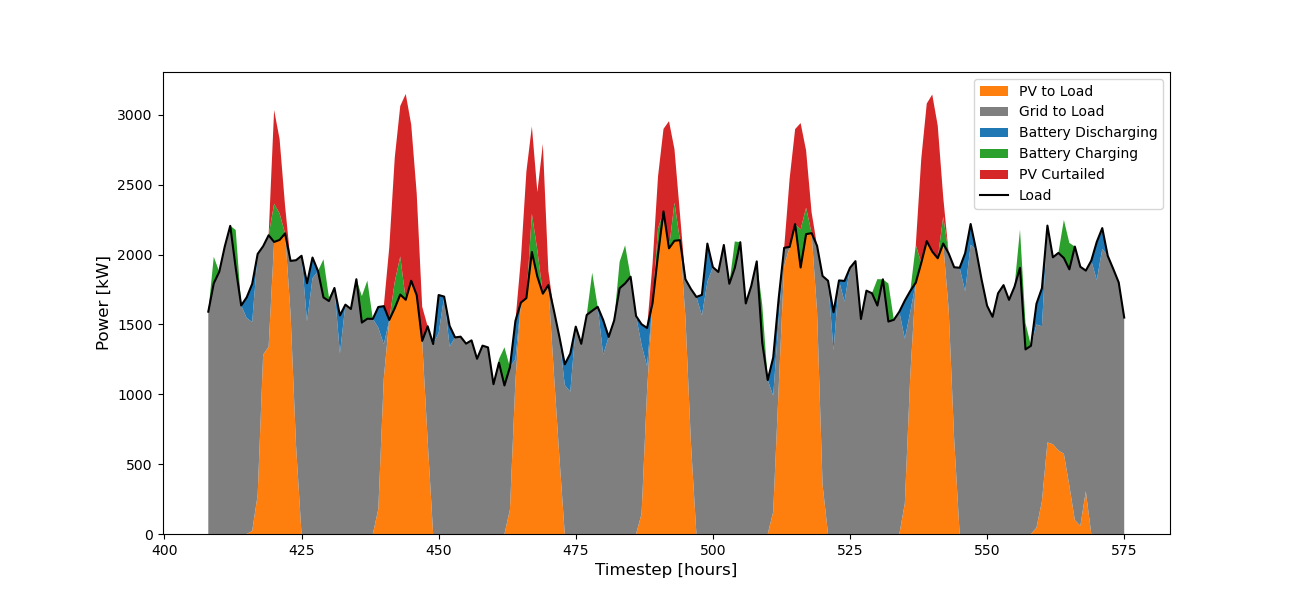 PV to Load
Grid to Load
Battery Discharging
Battery Charging
PV Curtailed
Load
Power [kW]
3000
2500
2000
1500
1000
500
0
400
425
450
475
500
525
550
575
Timestep [hours]